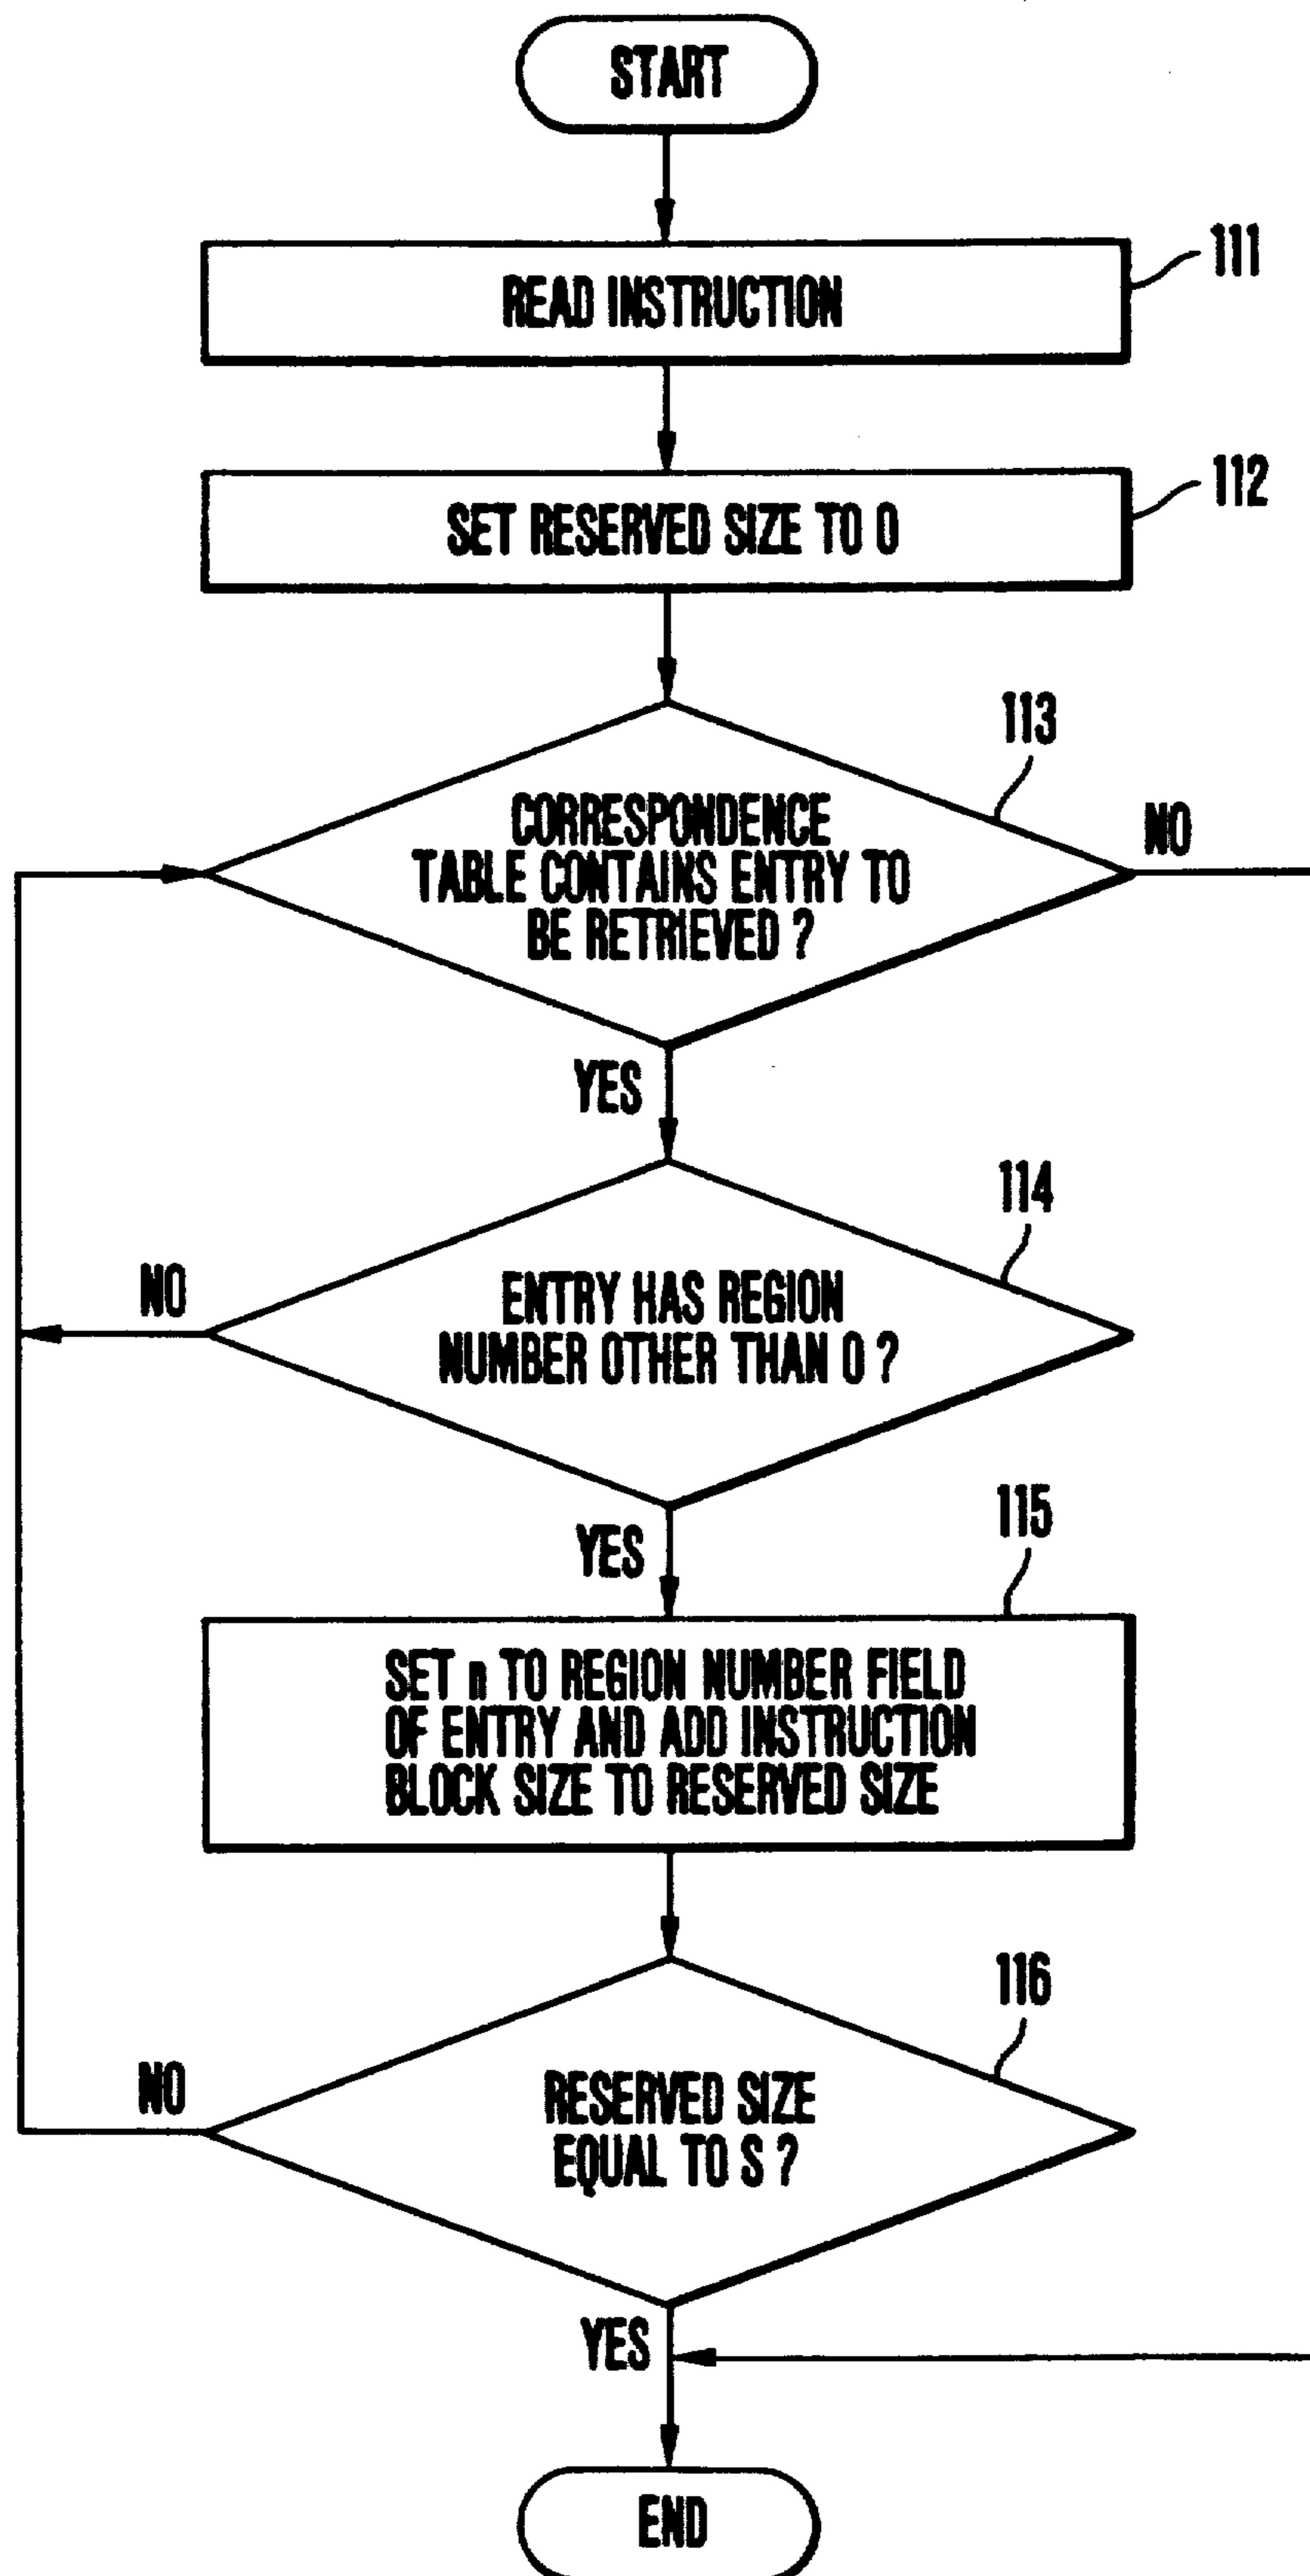 START
111
READ INSTRUCTION
112
SET RESERVED SIZE TO 0
113
CORRESPONDENCE
TABLE CONTAINS ENTRY TO
BE RETRIEVED ?
NO
YES
114
ENTRY HAS REGION
NUMBER OTHER THAN 0 ?
NO
YES
115
SET n TO REGION NUMBER FIELD
OF ENTRY AND ADD INSTRUCTION
BLOCK SIZE TO RESERVED SIZE
116
RESERVED SIZE
EQUAL TO S ?
NO
YES
END